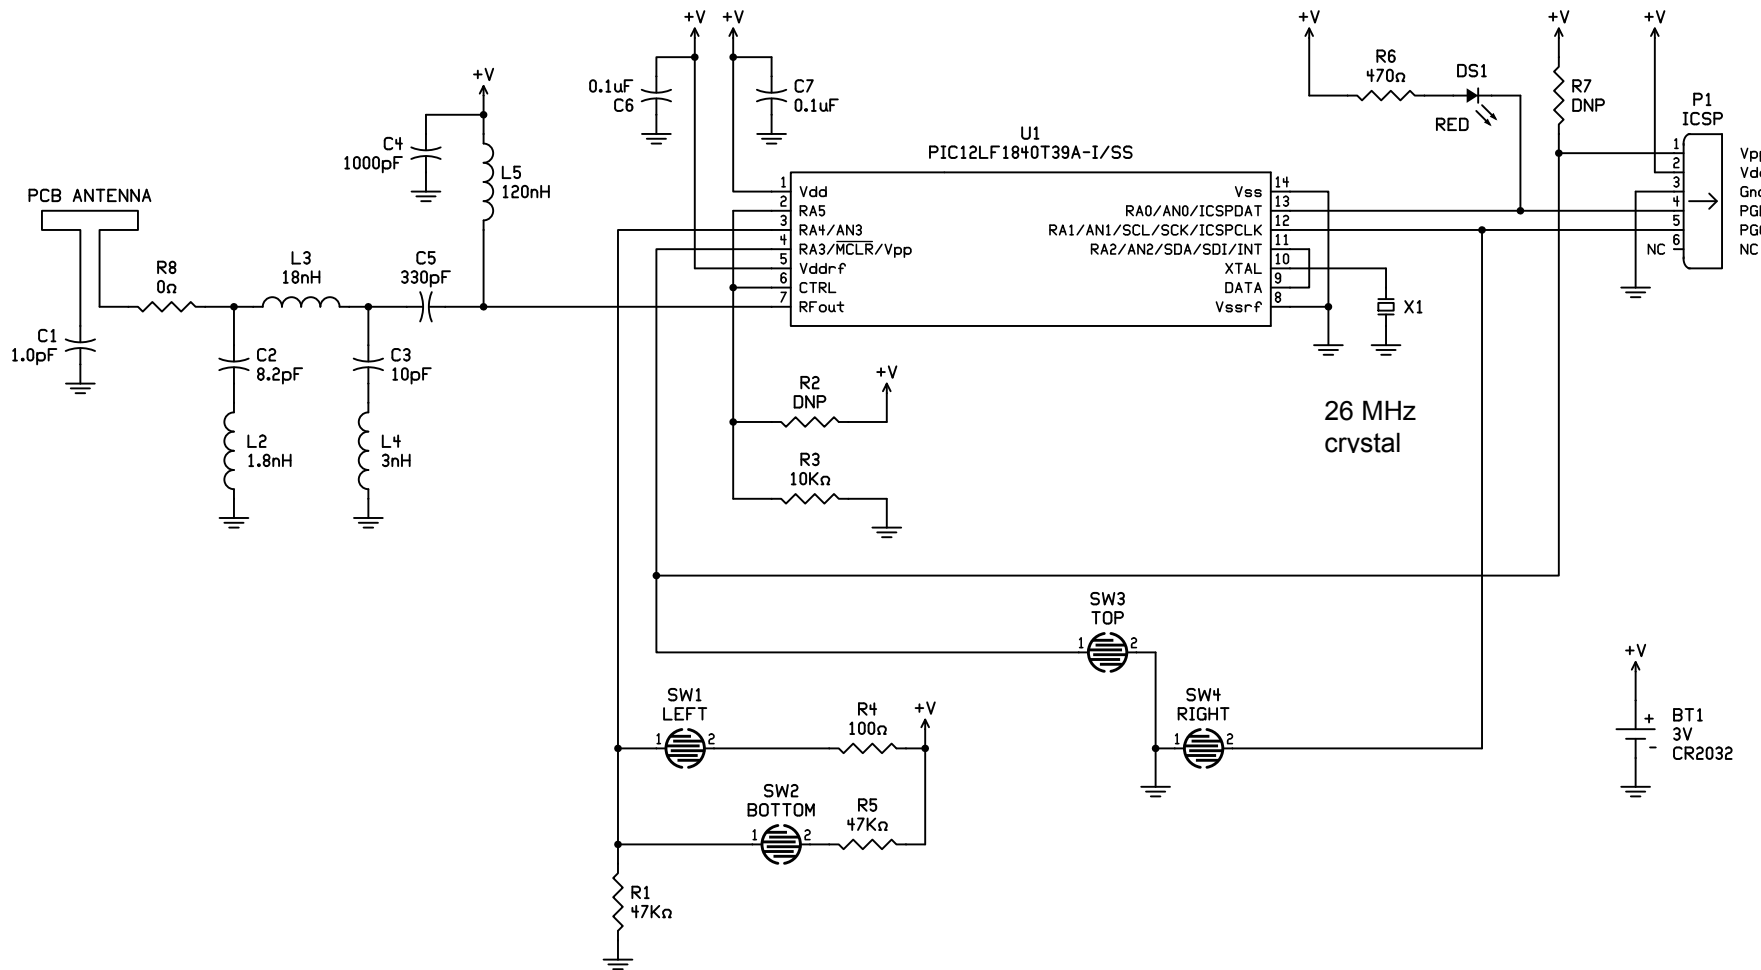 +V
+V
+V
+V
+V
+V
R6
470Ω
DS1
RED
R7
DNP
P1
ICSP
0.1uF
C6
C7
0.1uF
C4
1000pF
L5
120nH
U1
PIC12LF1840T39A-I/SS
PCB ANTENNA
1 Vdd
2 RA5
3 RA4/AN3
4 RA3/MCLR/Vpp
5 Vddrf
6 CTRL
7 RFout
Vss 14
RA0/AN0/ICSPDAT 13
RA1/AN1/SCL/SCK/ICSPCLK 12
RA2/AN2/SDA/SDI/INT 11
XTAL 10
DATA 9
Vssrf 8
1
2
3
4
5
NC 6
NC
R8
0Ω
L3
18nH
C5
330pF
X1
C1
1.0pF
C2
8.2pF
C3
10pF
L2
1.8nH
L4
3nH
R2
DNP
+V
R3
10KΩ
26 MHz
crystal
SW3
TOP
1 2
SW1
LEFT
1 2
R4
100Ω
+V
SW4
RIGHT
1 2
SW2
BOTTOM
1 2
R5
47KΩ
R1
47KΩ
+V
+
-
BT1
3V
CR2032